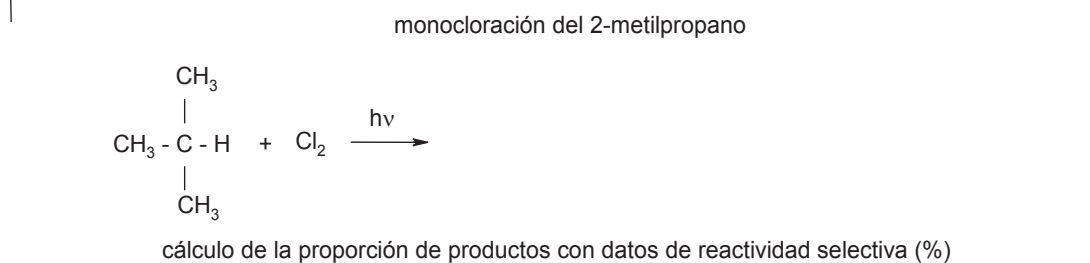 monocloración del 2-metilpropano
CH₃
CH₃ - C - H + Cl₂ hν
CH₃
cálculo de la proporción de productos con datos de reactividad selectiva (%)